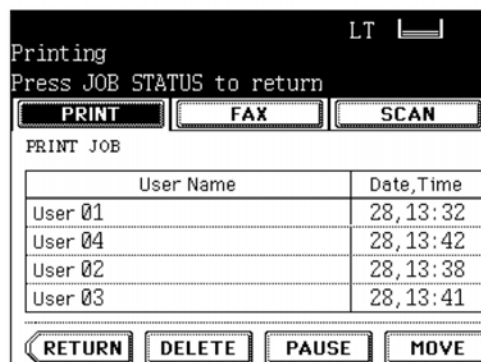 LT
Printing
Press JOB STATUS to return
PRINT FAX SCAN
PRINT JOB
User Name Date,Time
User 01 28,13:32
User 04 28,13:42
User 02 28,13:38
User 03 28,13:41
RETURN DELETE PAUSE MOVE